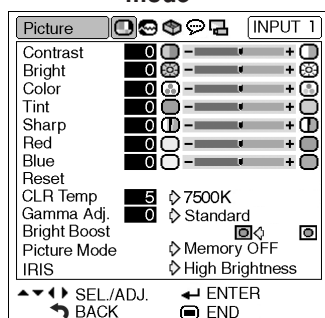 mode
Picture INPUT 1
Contrast 0 - +
Bright 0 - +
Color 0 - +
Tint 0 - +
Sharp 0 - +
Red 0 - +
Blue 0 - +
Reset
CLR Temp 5 7500K
Gamma Adj. 0 Standard
Bright Boost
Picture Mode Memory OFF
IRIS High Brightness
SEL./ADJ. ENTER
BACK END